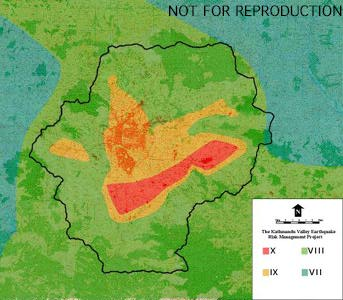 NOT FOR REPRODUCTION
N
The Kathmandu Valley Earthquake
Risk Management Project
X VIII
IX VII